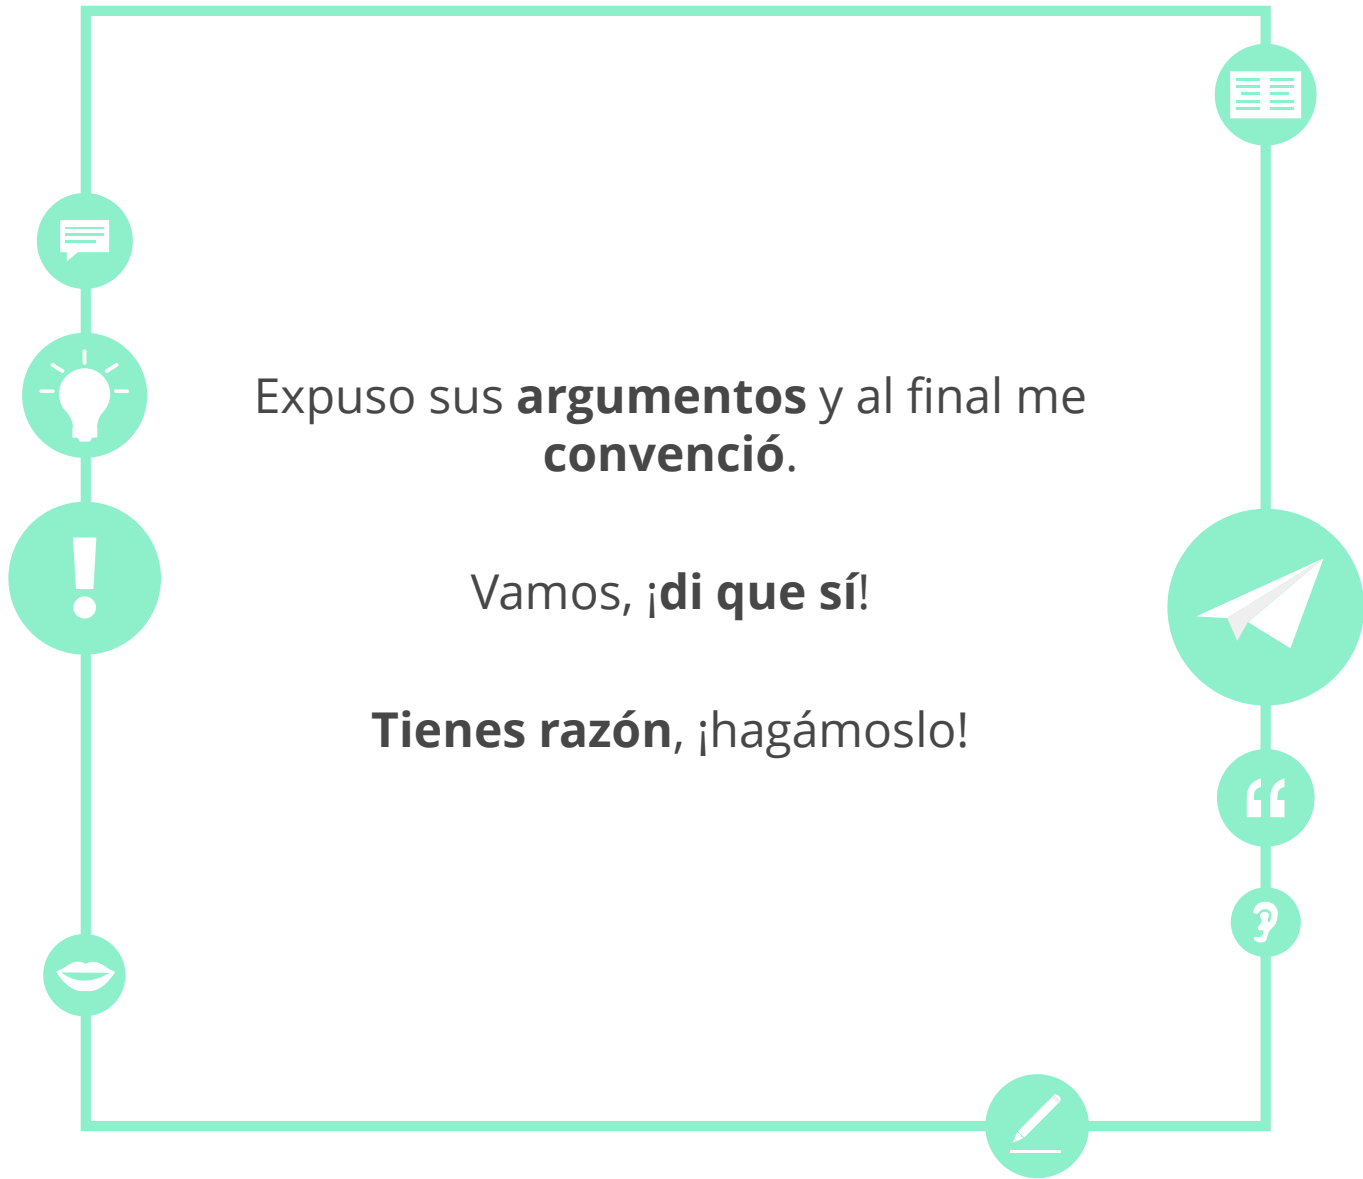 Expuso sus argumentos y al final me
convenció.
Vamos, ¡di que sí!
Tienes razón, ¡hagámoslo!